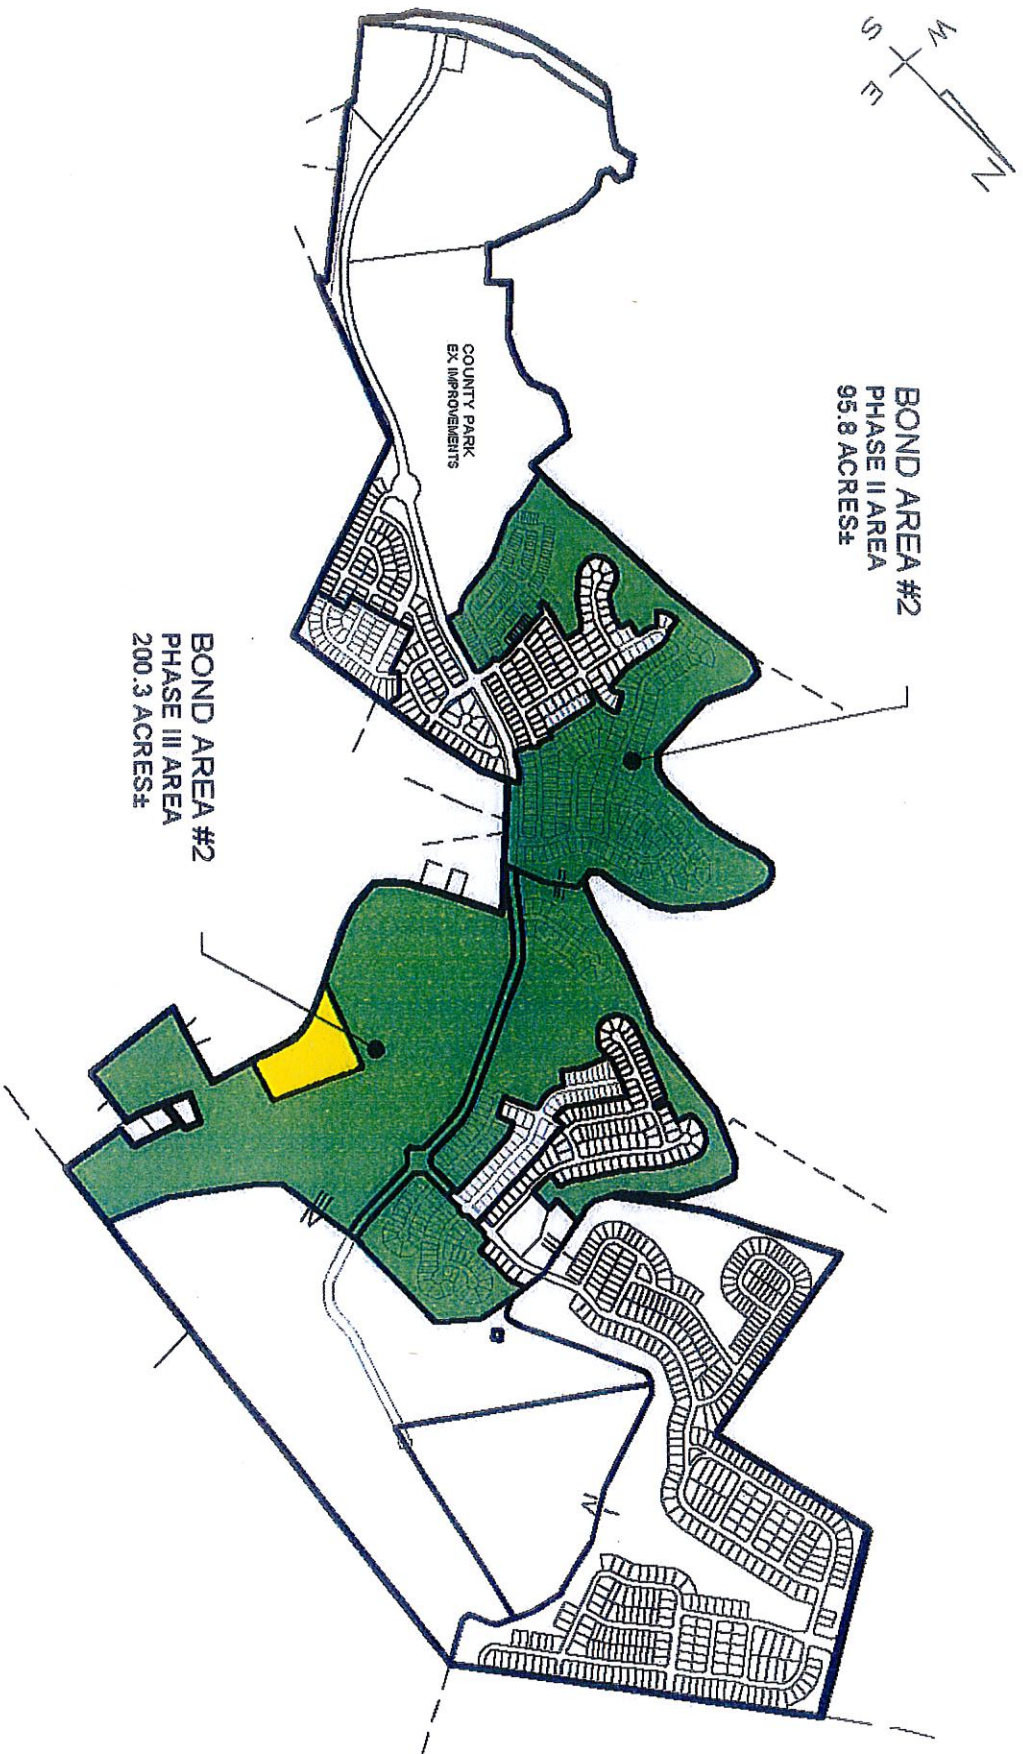 N
W
S
E
BOND AREA #2
PHASE II AREA
95.8 ACRES±
COUNTY PARK
EX. IMPROVEMENTS
BOND AREA #2
PHASE III AREA
200.3 ACRES±